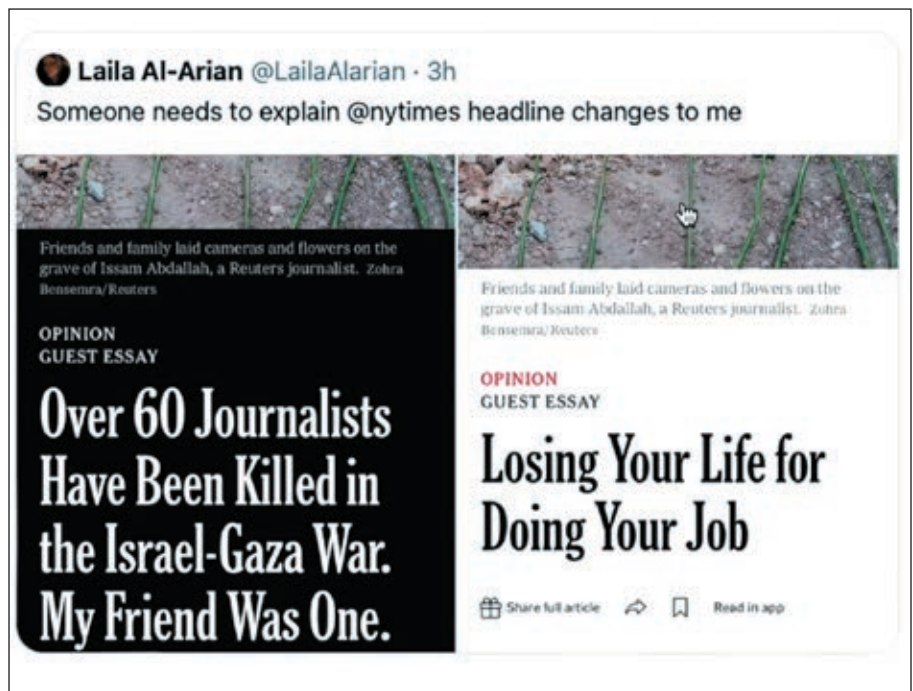 Laila Al-Arian @LailaAlarian · 3h
Someone needs to explain @nytimes headline changes to me
Friends and family laid cameras and flowers on the
grave of Issam Abdallah, a Reuters journalist. Zohra
Bensemra/Reuters
OPINION
GUEST ESSAY
Over 60 Journalists
Have Been Killed in
the Israel-Gaza War.
My Friend Was One.
Friends and family laid cameras and flowers on the
grave of Issam Abdallah, a Reuters journalist. Zohra
Bensemra/Reuters
OPINION
GUEST ESSAY
Losing Your Life for
Doing Your Job
Share full article Read in app